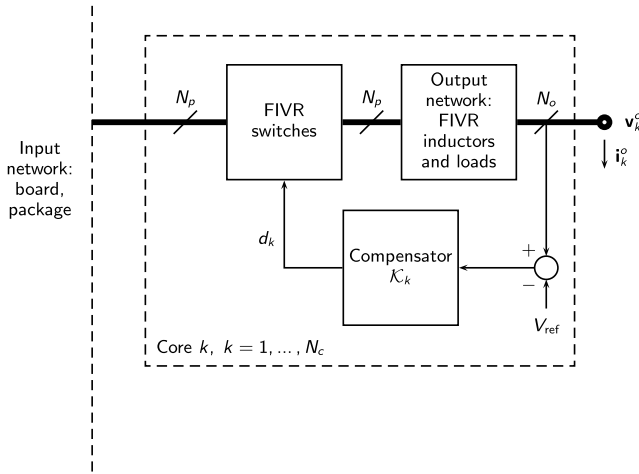 Input
network:
board,
package
N_p
FIVR
switches
N_p
Output
network:
FIVR
inductors
and loads
N_o
v_k^o
i_k^o
d_k
Compensator
𝒦_k
+
−
V_ref
Core k, k = 1, ... , N_c